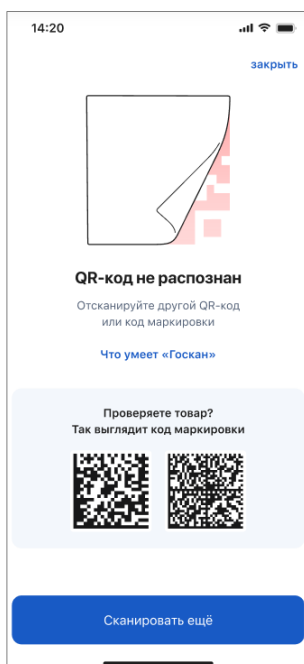 14:20
закрыть
QR-код не распознан
Отсканируйте другой QR-код
или код маркировки
Что умеет «Госкан»
Проверяете товар?
Так выглядит код маркировки
Сканировать ещё